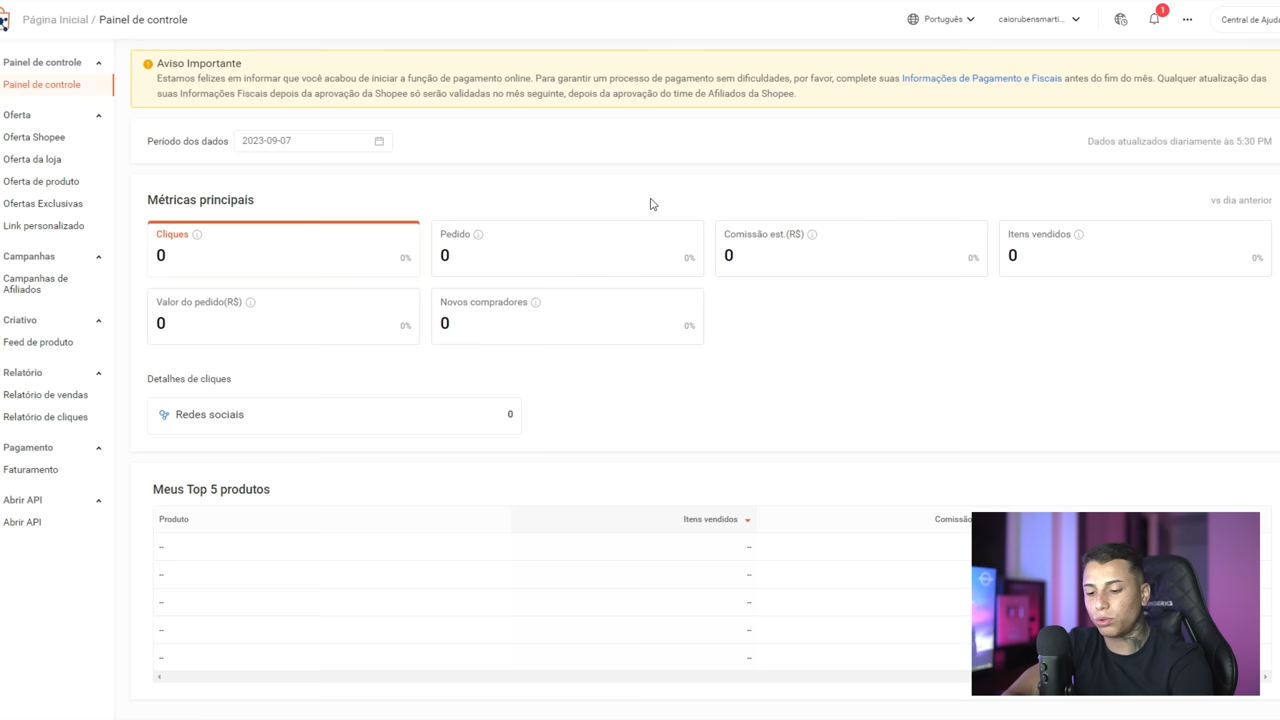 Página Inicial / Painel de controle
Português
caiorubensmarti...
1
Central de Ajuda
Painel de controle
Painel de controle
Oferta
Oferta Shopee
Oferta da loja
Oferta de produto
Ofertas Exclusivas
Link personalizado
Campanhas
Campanhas de
Afiliados
Criativo
Feed de produto
Relatório
Relatório de vendas
Relatório de cliques
Pagamento
Faturamento
Abrir API
Abrir API
Aviso Importante
Estamos felizes em informar que você acabou de iniciar a função de pagamento online. Para garantir um processo de pagamento sem dificuldades, por favor, complete suas Informações de Pagamento e Fiscais antes do fim do mês. Qualquer atualização das
suas Informações Fiscais depois da aprovação da Shopee só serão validadas no mês seguinte, depois da aprovação do time de Afiliados da Shopee.
Período dos dados 2023-09-07
Dados atualizados diariamente às 5:30 PM
Métricas principais
vs dia anterior
Cliques
0
0%
Pedido
0
0%
Comissão est.(R$)
0
0%
Itens vendidos
0
0%
Valor do pedido(R$)
0
0%
Novos compradores
0
0%
Detalhes de cliques
Redes sociais 0
Meus Top 5 produtos
Produto Itens vendidos Comissão
-- --
-- --
-- --
-- --
-- --